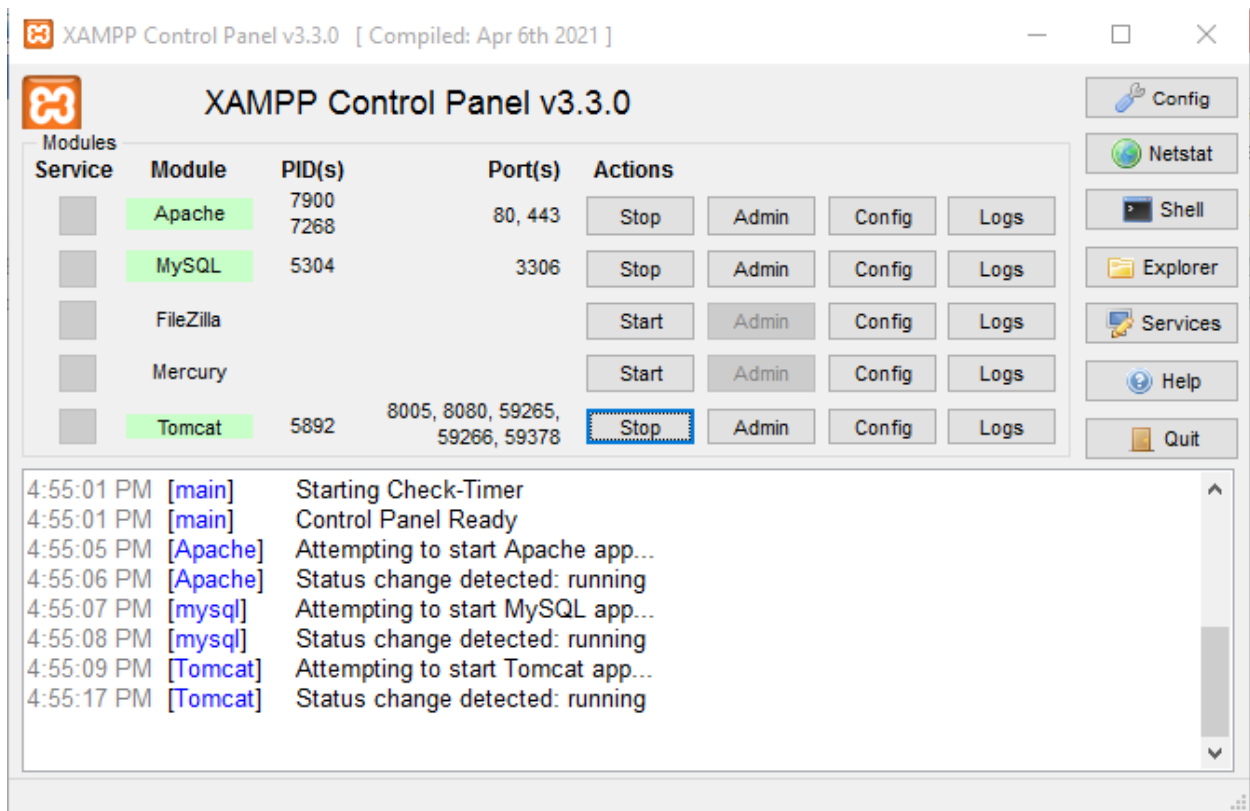 XAMPP Control Panel v3.3.0 [ Compiled: Apr 6th 2021 ]
XAMPP Control Panel v3.3.0
Config
Modules
Netstat
Service Module PID(s) Port(s) Actions
Apache 7900 7268 80, 443 Stop Admin Config Logs
Shell
MySQL 5304 3306 Stop Admin Config Logs
Explorer
FileZilla Start Admin Config Logs
Services
Mercury Start Admin Config Logs
Help
Tomcat 5892 8005, 8080, 59265, 59266, 59378 Stop Admin Config Logs
Quit
4:55:01 PM [main] Starting Check-Timer
4:55:01 PM [main] Control Panel Ready
4:55:05 PM [Apache] Attempting to start Apache app...
4:55:06 PM [Apache] Status change detected: running
4:55:07 PM [mysql] Attempting to start MySQL app...
4:55:08 PM [mysql] Status change detected: running
4:55:09 PM [Tomcat] Attempting to start Tomcat app...
4:55:17 PM [Tomcat] Status change detected: running